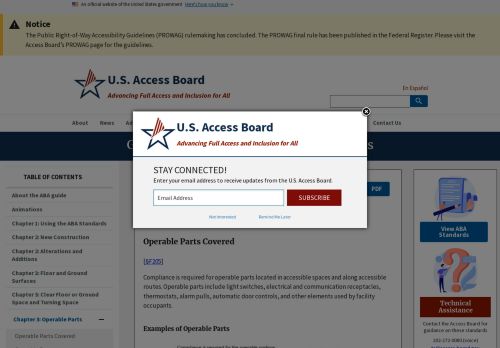 An official website of the United States government Here's how you know
Notice
The Public Right-of-Way Accessibility Guidelines (PROWAG) rulemaking has concluded. The PROWAG final rule has been published in the Federal Register. Please visit the
Access Board's PROWAG page for the guidelines.
U.S. Access Board
Advancing Full Access and Inclusion for All
En Español
About
News
Contact Us
U.S. Access Board
Advancing Full Access and Inclusion for All
STAY CONNECTED!
Enter your email address to receive updates from the U.S. Access Board.
Email Address
SUBSCRIBE
Not Interested
Remind Me Later
TABLE OF CONTENTS
About the ABA guide
Animations
Chapter 1: Using the ABA Standards
Chapter 2: New Construction
Chapter 2: Alterations and
Additions
Chapter 3: Floor and Ground
Surfaces
Chapter 3: Clear Floor or Ground
Space and Turning Space
Chapter 3: Operable Parts
Operable Parts Covered
PDF
Operable Parts Covered
[§F205]
Compliance is required for operable parts located in accessible spaces and along accessible
routes. Operable parts include light switches, electrical and communication receptacles,
thermostats, alarm pulls, automatic door controls, and other elements used by facility
occupants.
Examples of Operable Parts
View ABA
Standards
Technical
Assistance
Contact the Access Board for
guidance on these standards